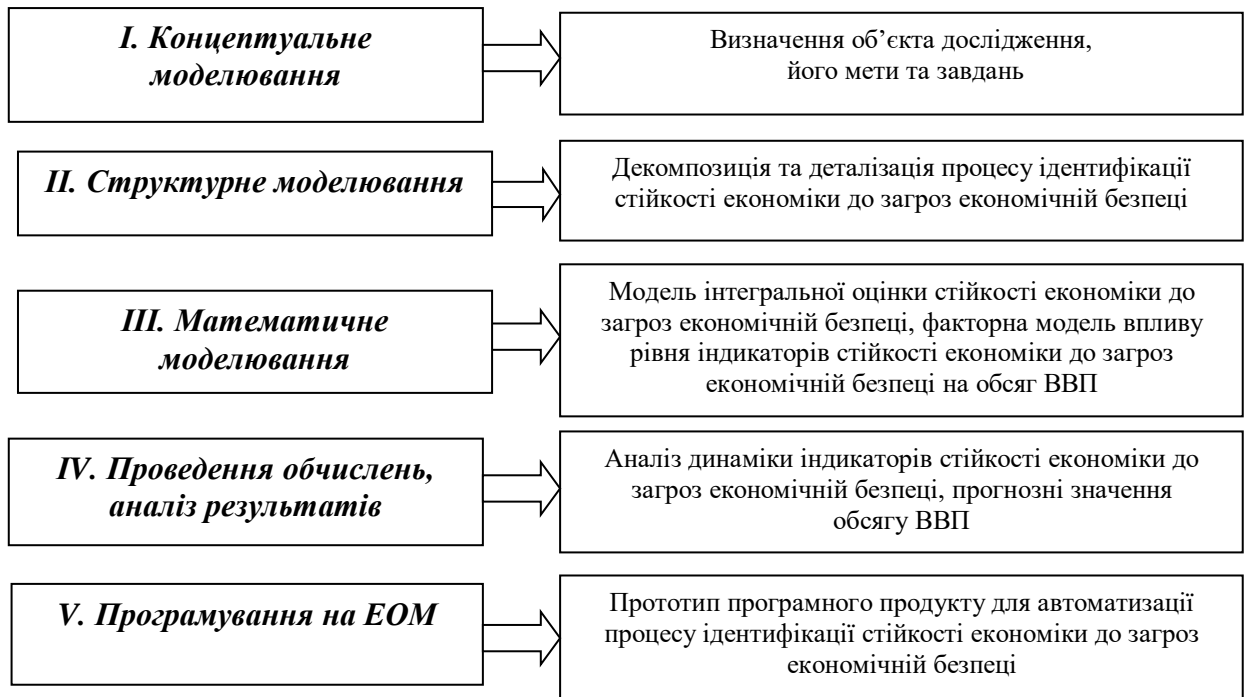 I. Концептуальне
моделювання
Визначення об’єкта дослідження,
його мети та завдань
II. Структурне моделювання
Декомпозиція та деталізація процесу ідентифікації
стійкості економіки до загроз економічній безпеці
III. Математичне
моделювання
Модель інтегральної оцінки стійкості економіки до
загроз економічній безпеці, факторна модель впливу
рівня індикаторів стійкості економіки до загроз
економічній безпеці на обсяг ВВП
IV. Проведення обчислень,
аналіз результатів
Аналіз динаміки індикаторів стійкості економіки до
загроз економічній безпеці, прогнозні значення
обсягу ВВП
V. Програмування на ЕОМ
Прототип програмного продукту для автоматизації
процесу ідентифікації стійкості економіки до загроз
економічній безпеці